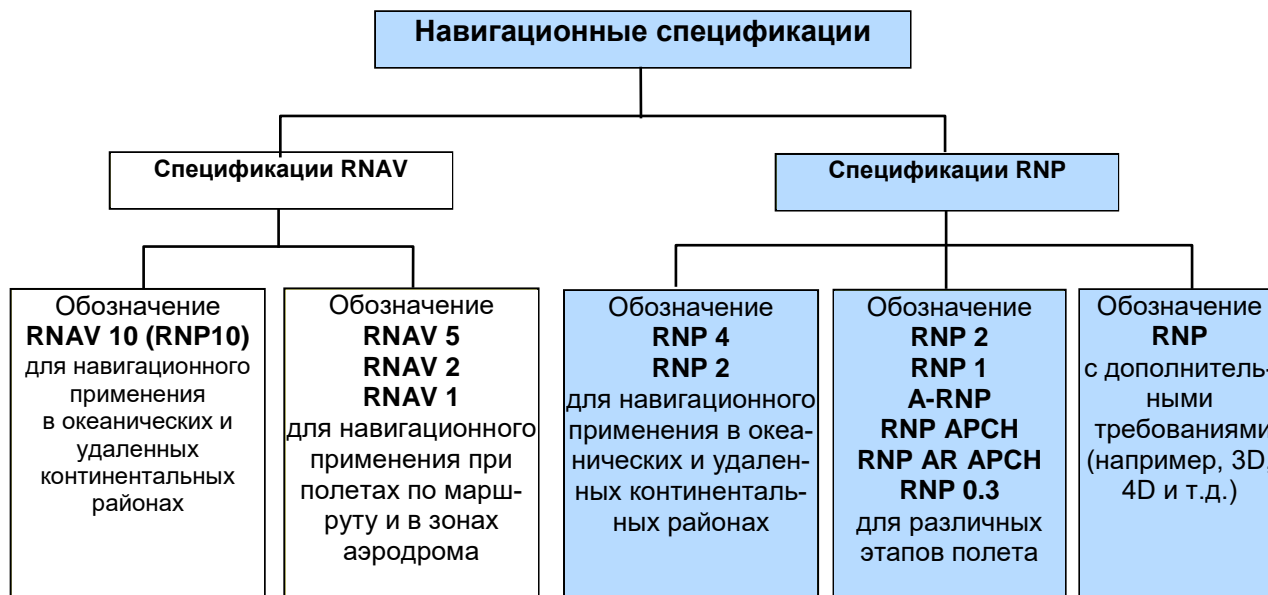 Навигационные спецификации
Спецификации RNAV
Спецификации RNP
Обозначение
RNAV 10 (RNP10)
для навигационного
применения
в океанических и
удаленных
континентальных
районах
Обозначение
RNAV 5
RNAV 2
RNAV 1
для навигационного
применения при
полетах по марш-
руту и в зонах
аэродрома
Обозначение
RNP 4
RNP 2
для навигационного
применения в океа-
нических и удален-
ных континенталь-
ных районах
Обозначение
RNP 2
RNP 1
A-RNP
RNP APCH
RNP AR APCH
RNP 0.3
для различных
этапов полета
Обозначение
RNP
с дополнитель-
ными
требованиями
(например, 3D,
4D и т.д.)